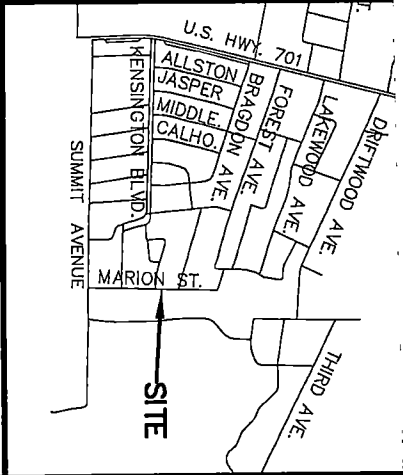 T.
U.S. HWY. 701
KENSINGTON BLVD.
ALLSTON
JASPER
MIDDLE.
CALHO.
BRAGDON AVE.
FOREST AVE.
LAKEWOOD AVE.
DRIFTWOOD AVE.
SUMMIT AVENUE
MARION ST.
SITE
THIRD AVE.